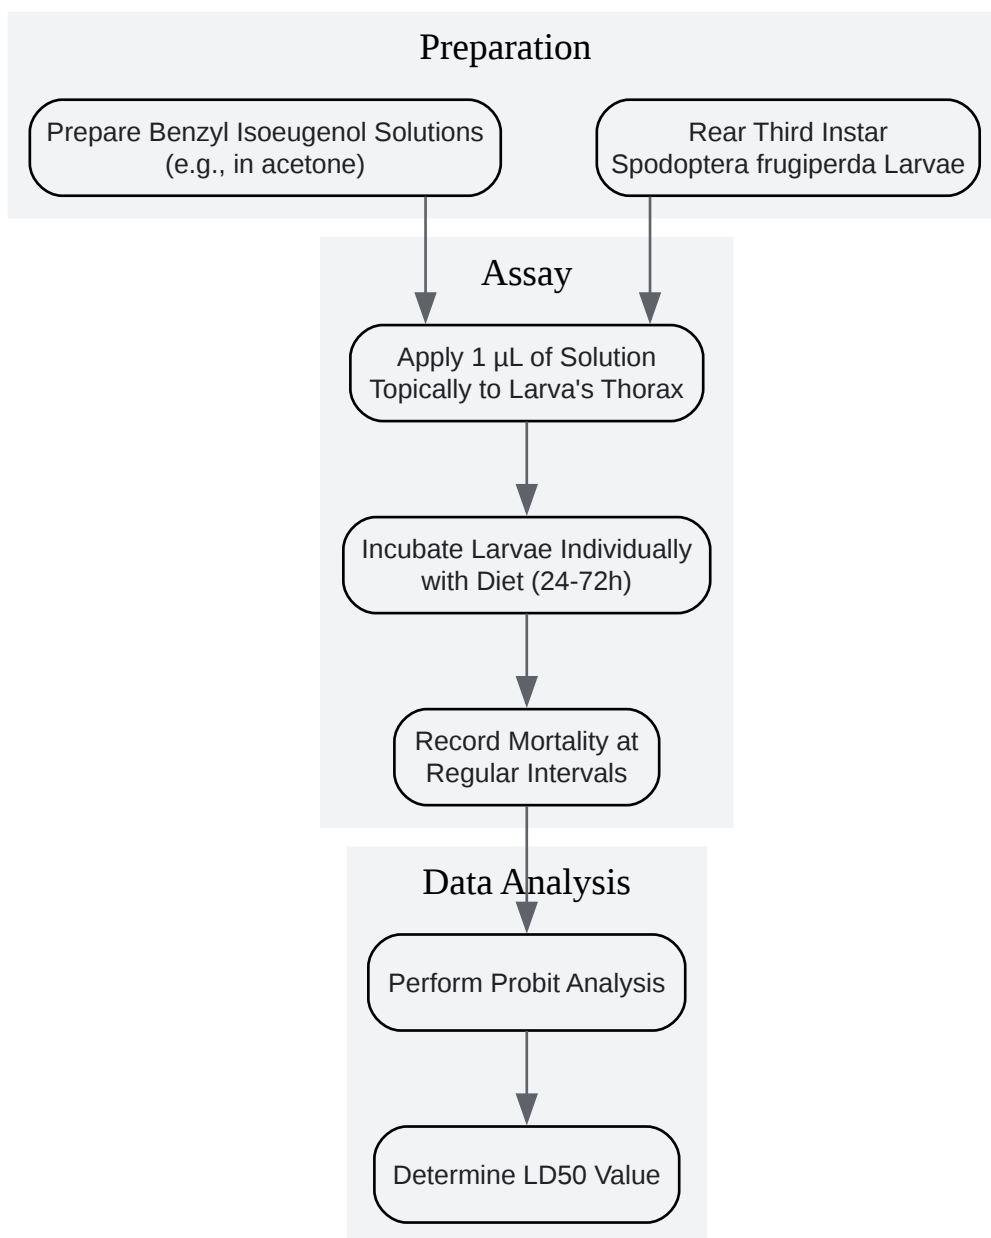 Preparation
Prepare Benzyl Isoeugenol Solutions
(e.g., in acetone)
Rear Third Instar
Spodoptera frugiperda Larvae
Assay
Apply 1 µL of Solution
Topically to Larva's Thorax
Incubate Larvae Individually
with Diet (24-72h)
Record Mortality at
Regular Intervals
Data Analysis
Perform Probit Analysis
Determine LD50 Value